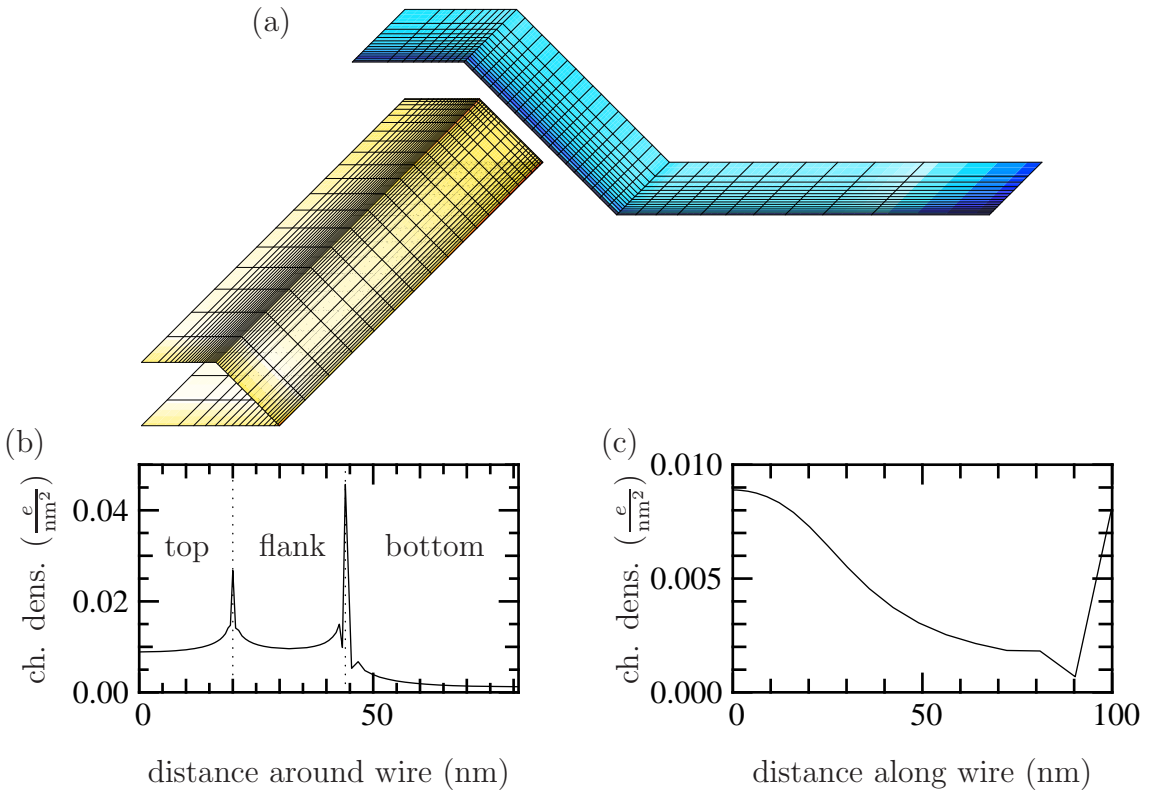 (a)
(b)
ch. dens. (e/nm²)
0.04
0.02
0.00
top
flank
bottom
0
50
distance around wire (nm)
(c)
ch. dens. (e/nm²)
0.010
0.005
0.000
0
50
100
distance along wire (nm)